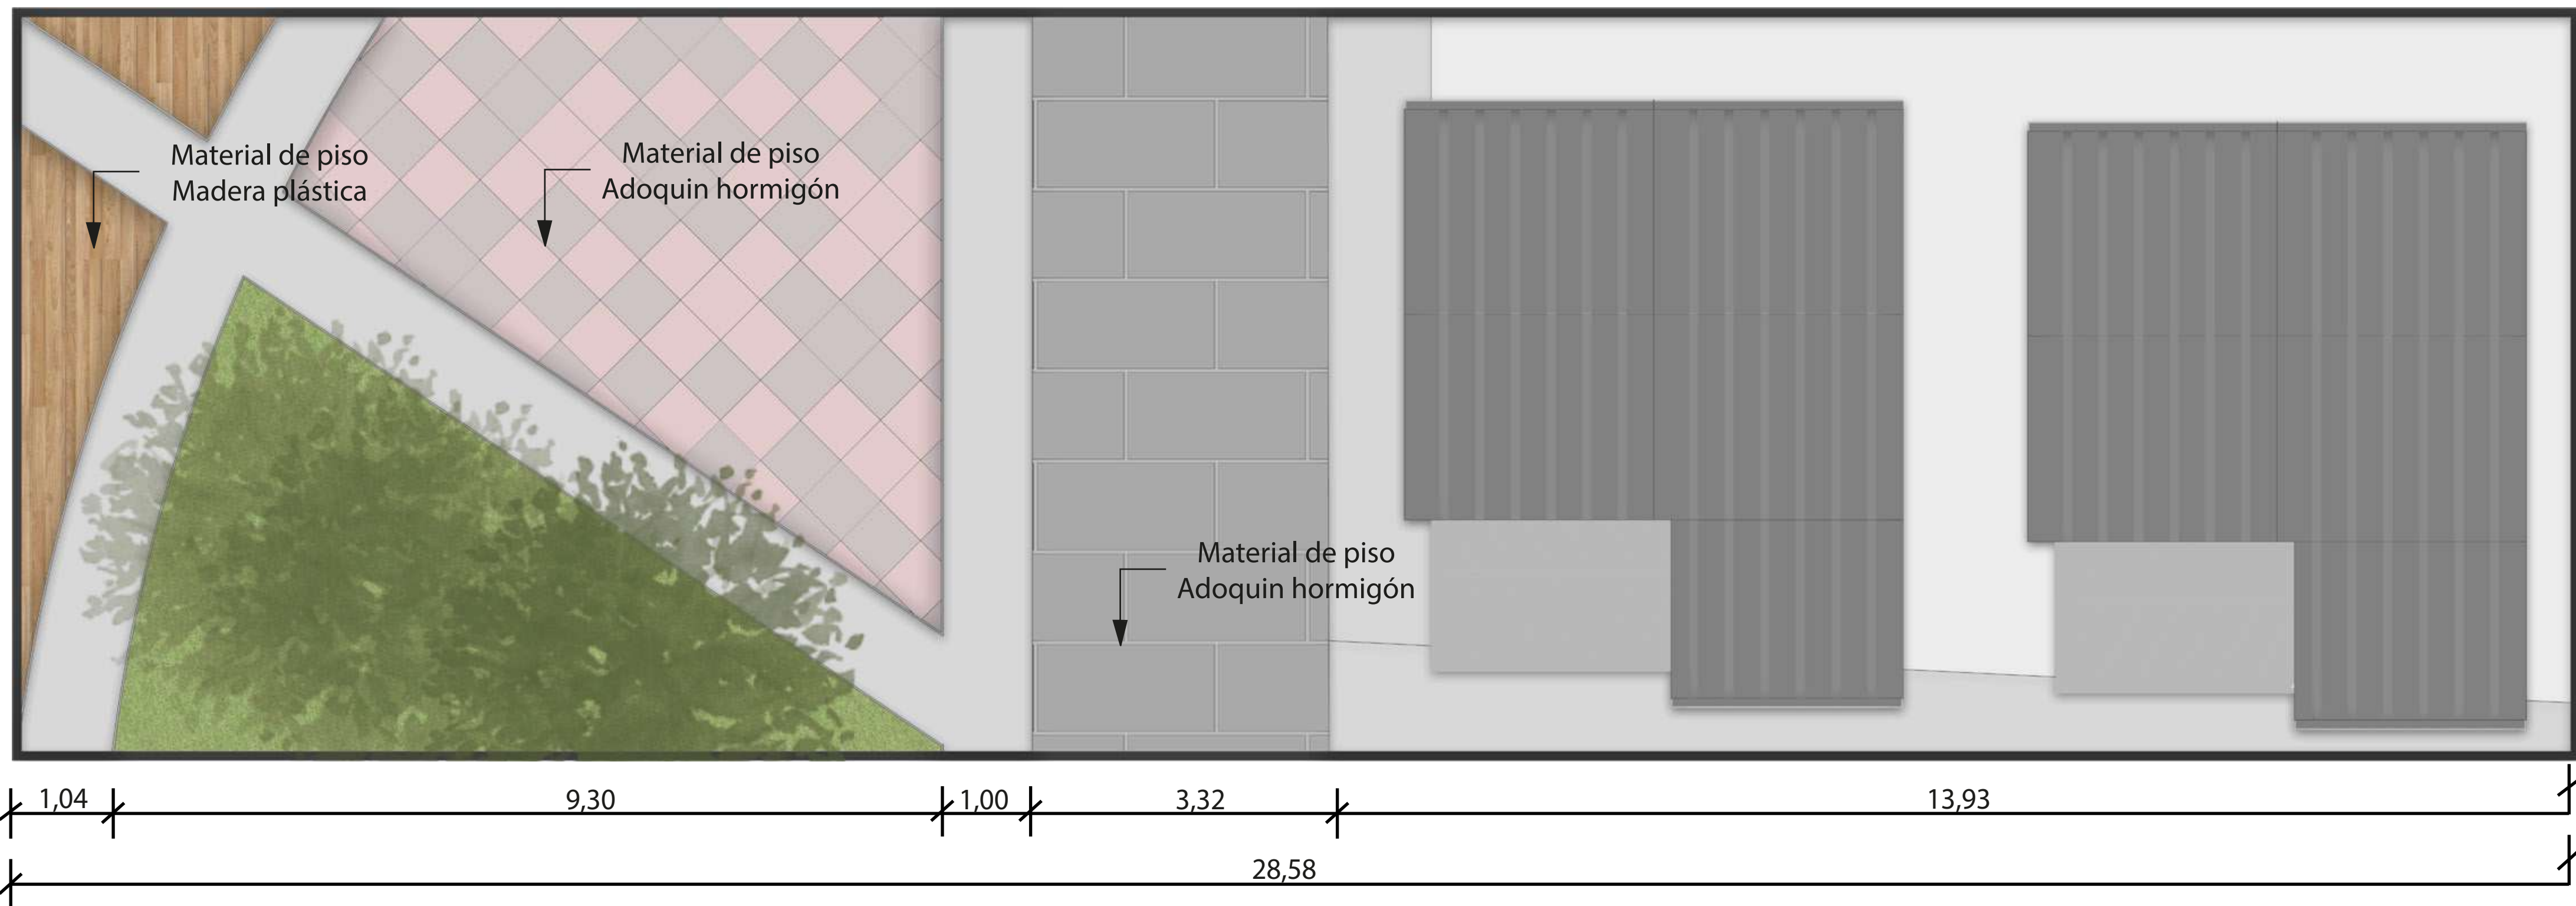 Material de piso
Madera plástica
Material de piso
Adoquin hormigón
Material de piso
Adoquin hormigón
1,04
9,30
1,00
3,32
13,93
28,58